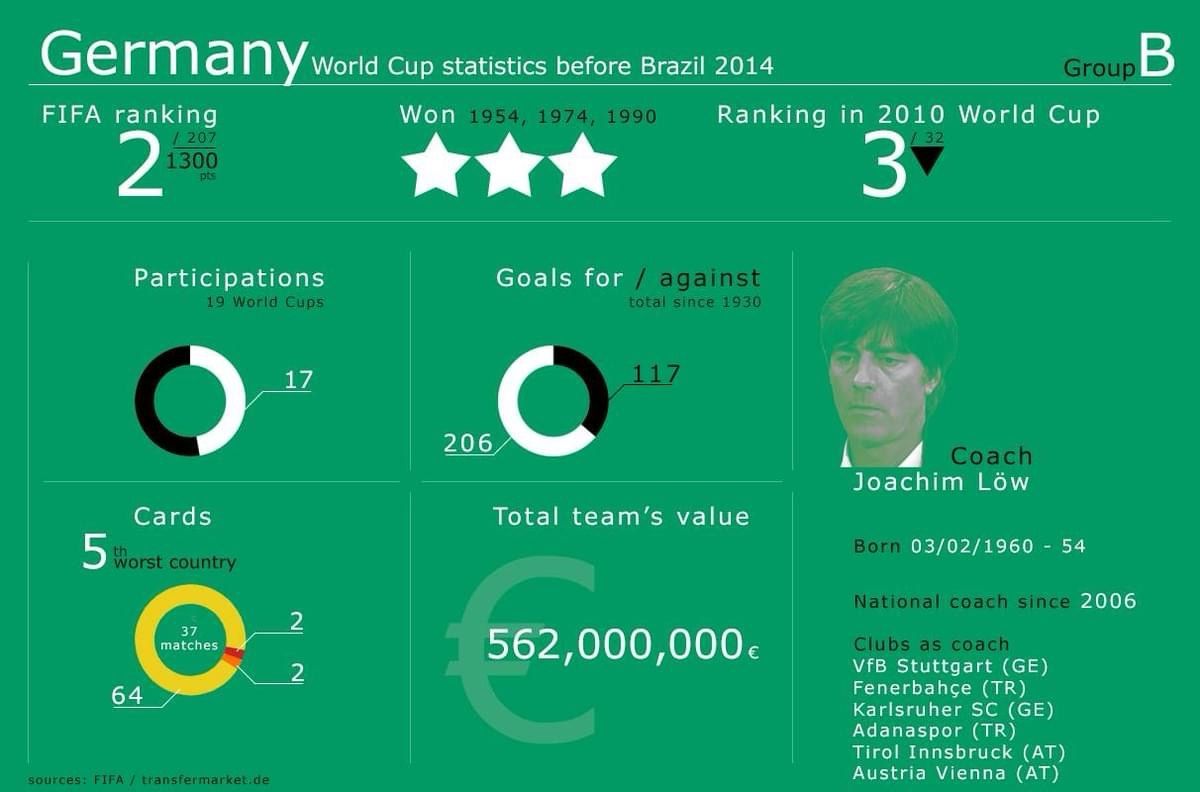 Germany World Cup statistics before Brazil 2014
Group B
FIFA ranking
2 / 207
1300
pts
Won 1954, 1974, 1990
Ranking in 2010 World Cup
3 / 32
Participations
19 World Cups
17
Goals for / against
total since 1930
117
206
Coach
Joachim Löw
Born 03/02/1960 - 54
National coach since 2006
Clubs as coach
VfB Stuttgart (GE)
Fenerbahçe (TR)
Karlsruher SC (GE)
Adanaspor (TR)
Tirol Innsbruck (AT)
Austria Vienna (AT)
Cards
5th worst country
37
matches
2
2
64
Total team's value
€
562,000,000 €
sources: FIFA / transfermarket.de